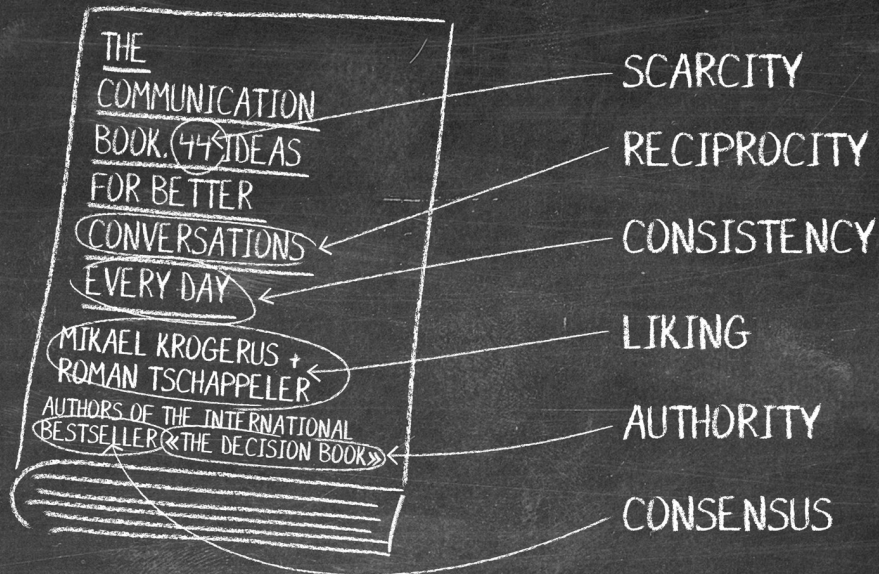 THE
COMMUNICATION
BOOK. 44 IDEAS
FOR BETTER
CONVERSATIONS
EVERY DAY
MIKAEL KROGERUS +
ROMAN TSCHAPPELER
AUTHORS OF THE INTERNATIONAL
BESTSELLER «THE DECISION BOOK»
SCARCITY
RECIPROCITY
CONSISTENCY
LIKING
AUTHORITY
CONSENSUS